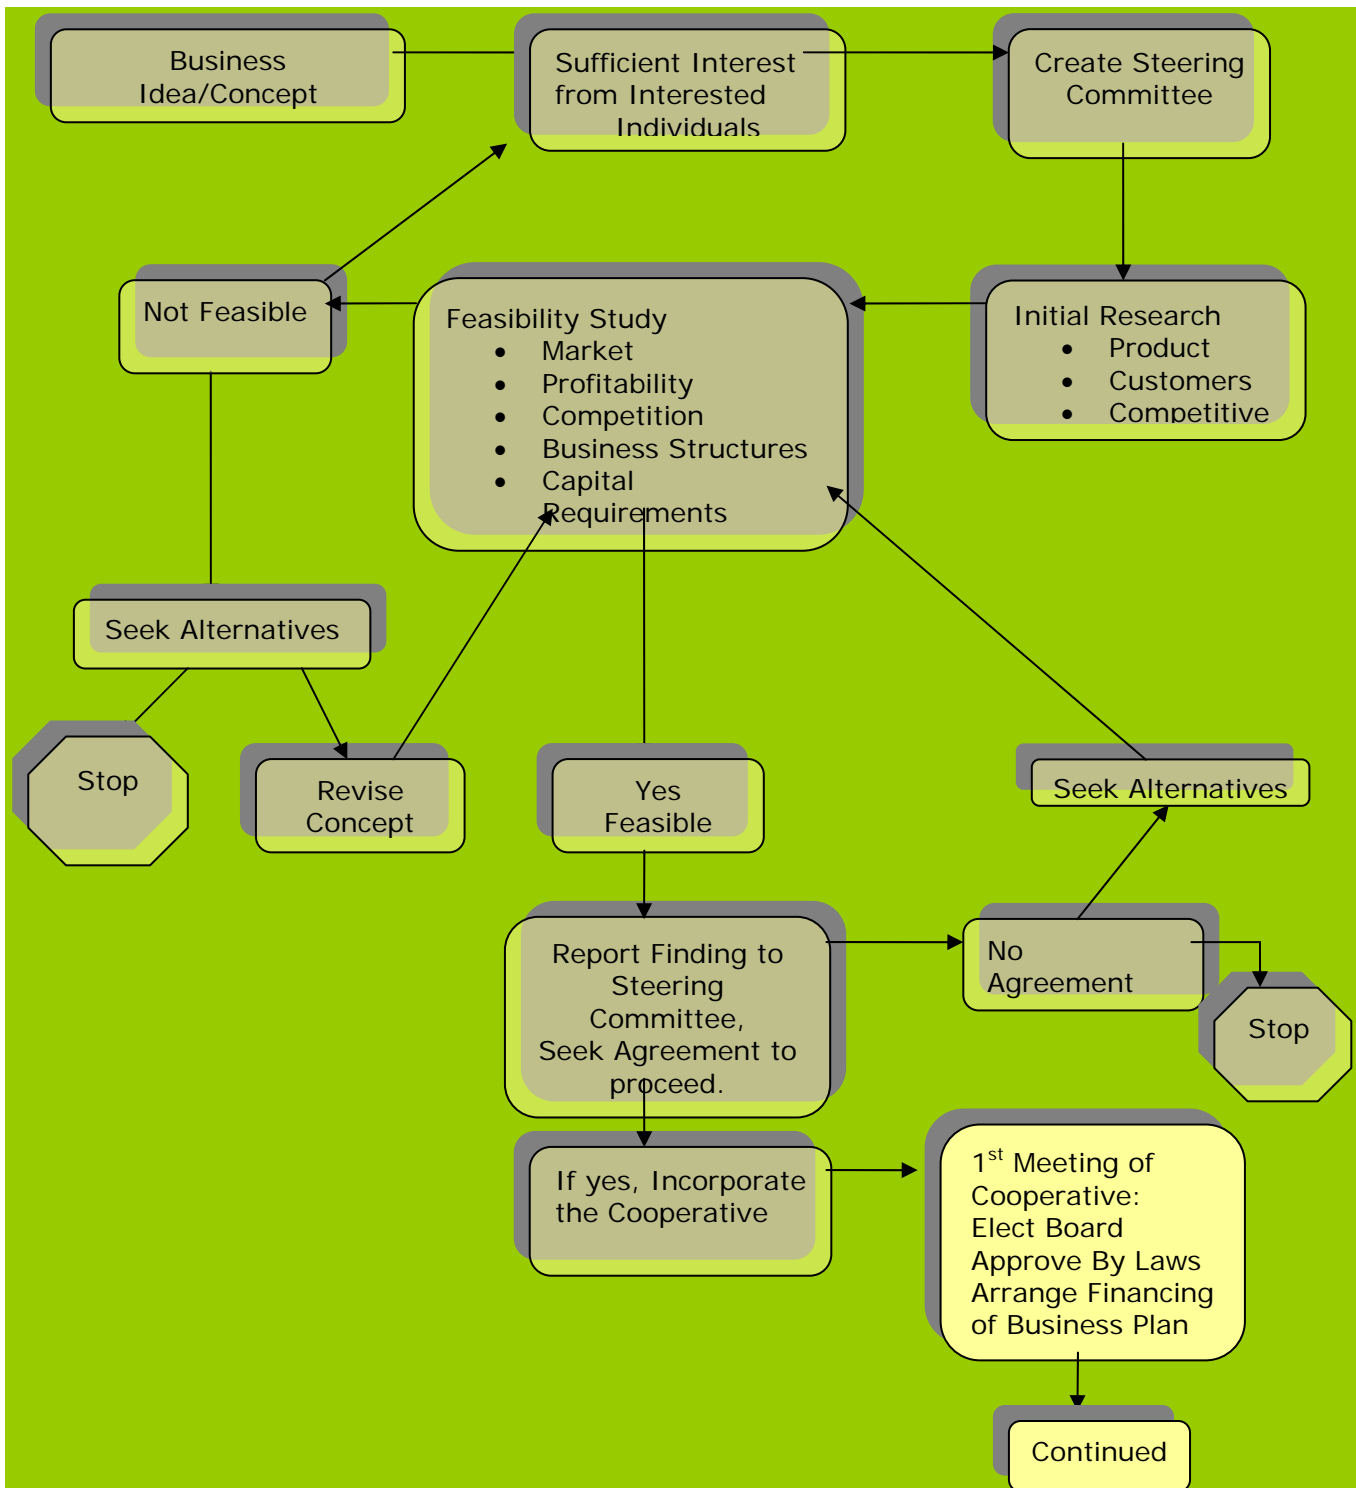 Business
Idea/Concept
Sufficient Interest
from Interested
Individuals
Create Steering
Committee
Not Feasible
Feasibility Study
• Market
• Profitability
• Competition
• Business Structures
• Capital
Requirements
Initial Research
• Product
• Customers
• Competitive
Seek Alternatives
Stop
Revise
Concept
Yes
Feasible
Seek Alternatives
Report Finding to
Steering
Committee,
Seek Agreement to
proceed.
No
Agreement
Stop
If yes, Incorporate
the Cooperative
1st Meeting of
Cooperative:
Elect Board
Approve By Laws
Arrange Financing
of Business Plan
Continued